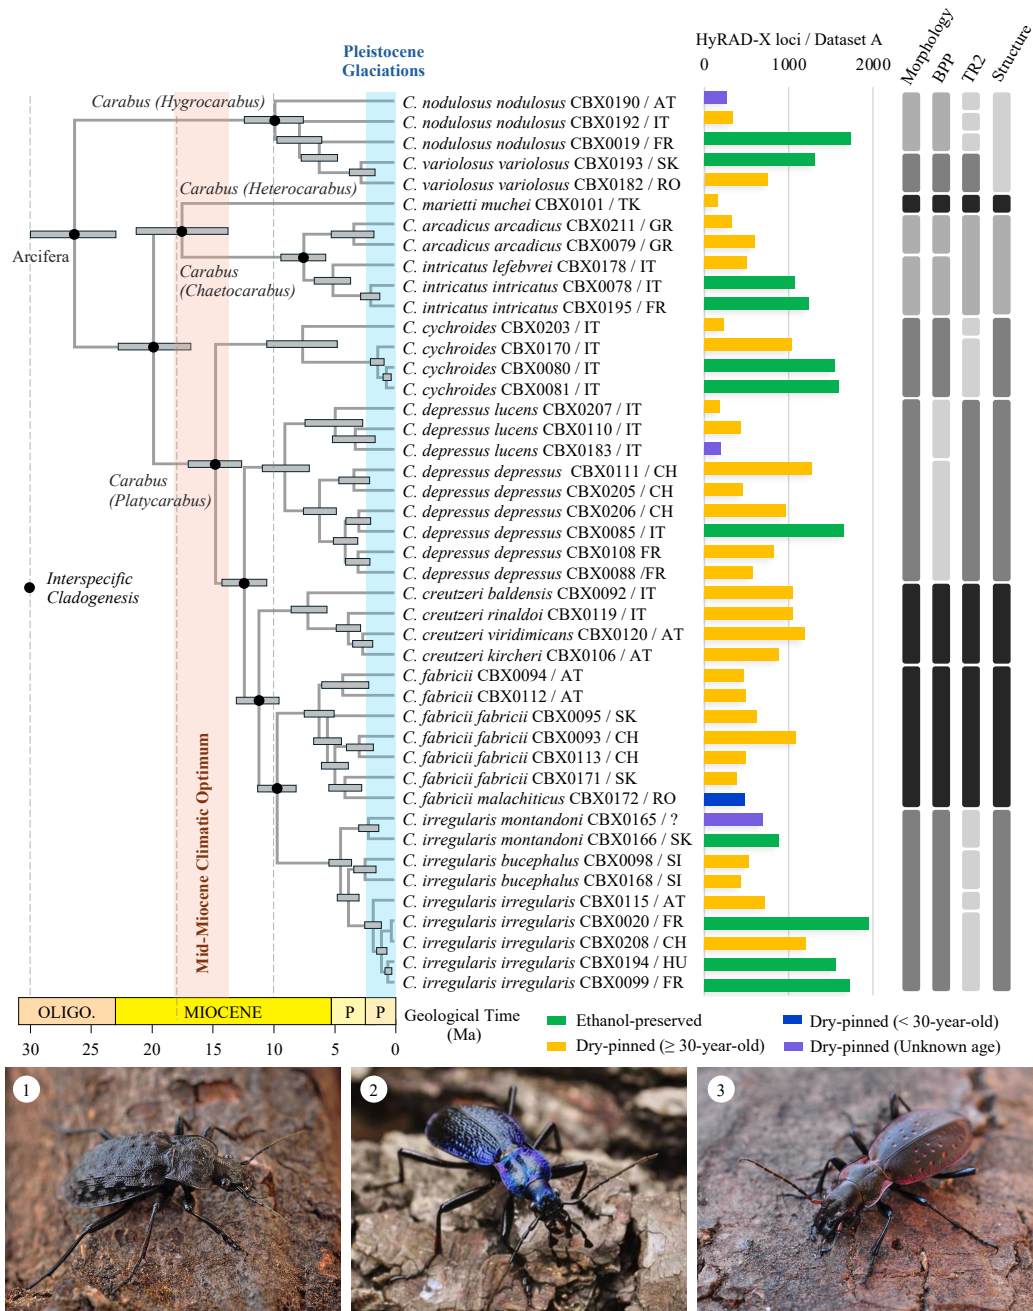 Pleistocene
Glaciations
HyRAD-X loci / Dataset A
0 1000 2000
Morphology
BPP
TR2
Structure
Carabus (Hygrocarabus)
C. nodulosus nodulosus CBX0190 / AT
C. nodulosus nodulosus CBX0192 / IT
C. nodulosus nodulosus CBX0019 / FR
C. variolosus variolosus CBX0193 / SK
C. variolosus variolosus CBX0182 / RO
Carabus (Heterocarabus)
C. marietti muchei CBX0101 / TK
C. arcadicus arcadicus CBX0211 / GR
C. arcadicus arcadicus CBX0079 / GR
Arcifera
Carabus
(Chaetocarabus)
C. intricatus lefebvrei CBX0178 / IT
C. intricatus intricatus CBX0078 / IT
C. intricatus intricatus CBX0195 / FR
C. cychroides CBX0203 / IT
C. cychroides CBX0170 / IT
C. cychroides CBX0080 / IT
C. cychroides CBX0081 / IT
C. depressus lucens CBX0207 / IT
C. depressus lucens CBX0110 / IT
C. depressus lucens CBX0183 / IT
Carabus
(Platycarabus)
C. depressus depressus CBX0111 / CH
C. depressus depressus CBX0205 / CH
C. depressus depressus CBX0206 / CH
C. depressus depressus CBX0085 / IT
C. depressus depressus CBX0108 FR
C. depressus depressus CBX0088 /FR
Interspecific
Cladogenesis
C. creutzeri baldensis CBX0092 / IT
C. creutzeri rinaldoi CBX0119 / IT
C. creutzeri viridimicans CBX0120 / AT
C. creutzeri kircheri CBX0106 / AT
C. fabricii CBX0094 / AT
C. fabricii CBX0112 / AT
C. fabricii fabricii CBX0095 / SK
C. fabricii fabricii CBX0093 / CH
C. fabricii fabricii CBX0113 / CH
C. fabricii fabricii CBX0171 / SK
C. fabricii malachiticus CBX0172 / RO
Mid-Miocene Climatic Optimum
C. irregularis montandoni CBX0165 / ?
C. irregularis montandoni CBX0166 / SK
C. irregularis bucephalus CBX0098 / SI
C. irregularis bucephalus CBX0168 / SI
C. irregularis irregularis CBX0115 / AT
C. irregularis irregularis CBX0020 / FR
C. irregularis irregularis CBX0208 / CH
C. irregularis irregularis CBX0194 / HU
C. irregularis irregularis CBX0099 / FR
OLIGO. MIOCENE P P
Geological Time
(Ma)
30 25 20 15 10 5 0
Ethanol-preserved
Dry-pinned (≥ 30-year-old)
Dry-pinned (< 30-year-old)
Dry-pinned (Unknown age)
1
2
3